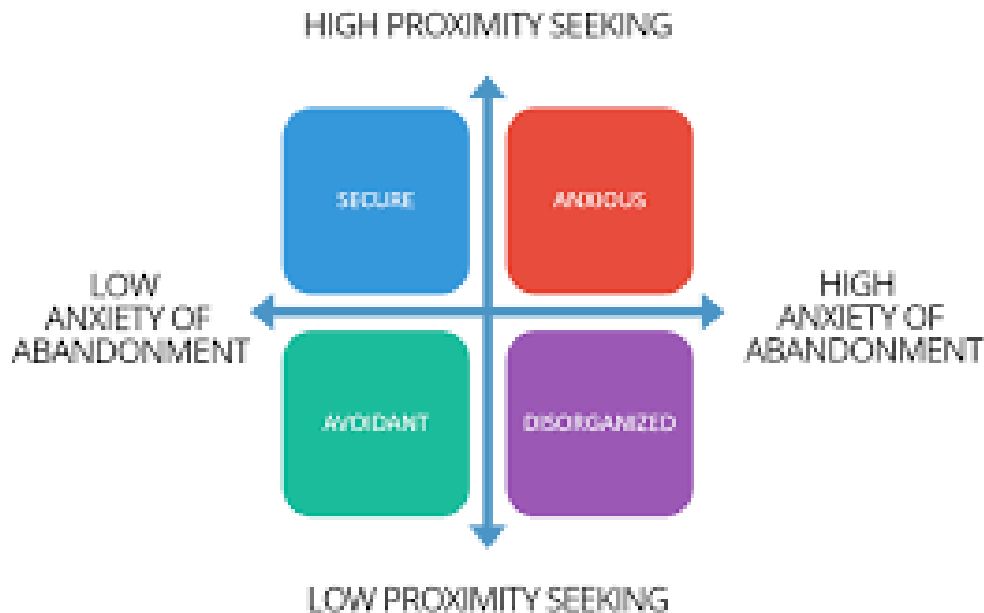 HIGH PROXIMITY SEEKING
SECURE
ANXIOUS
LOW
ANXIETY OF
ABANDONMENT
HIGH
ANXIETY OF
ABANDONMENT
AVOIDANT
DISORGANIZED
LOW PROXIMITY SEEKING